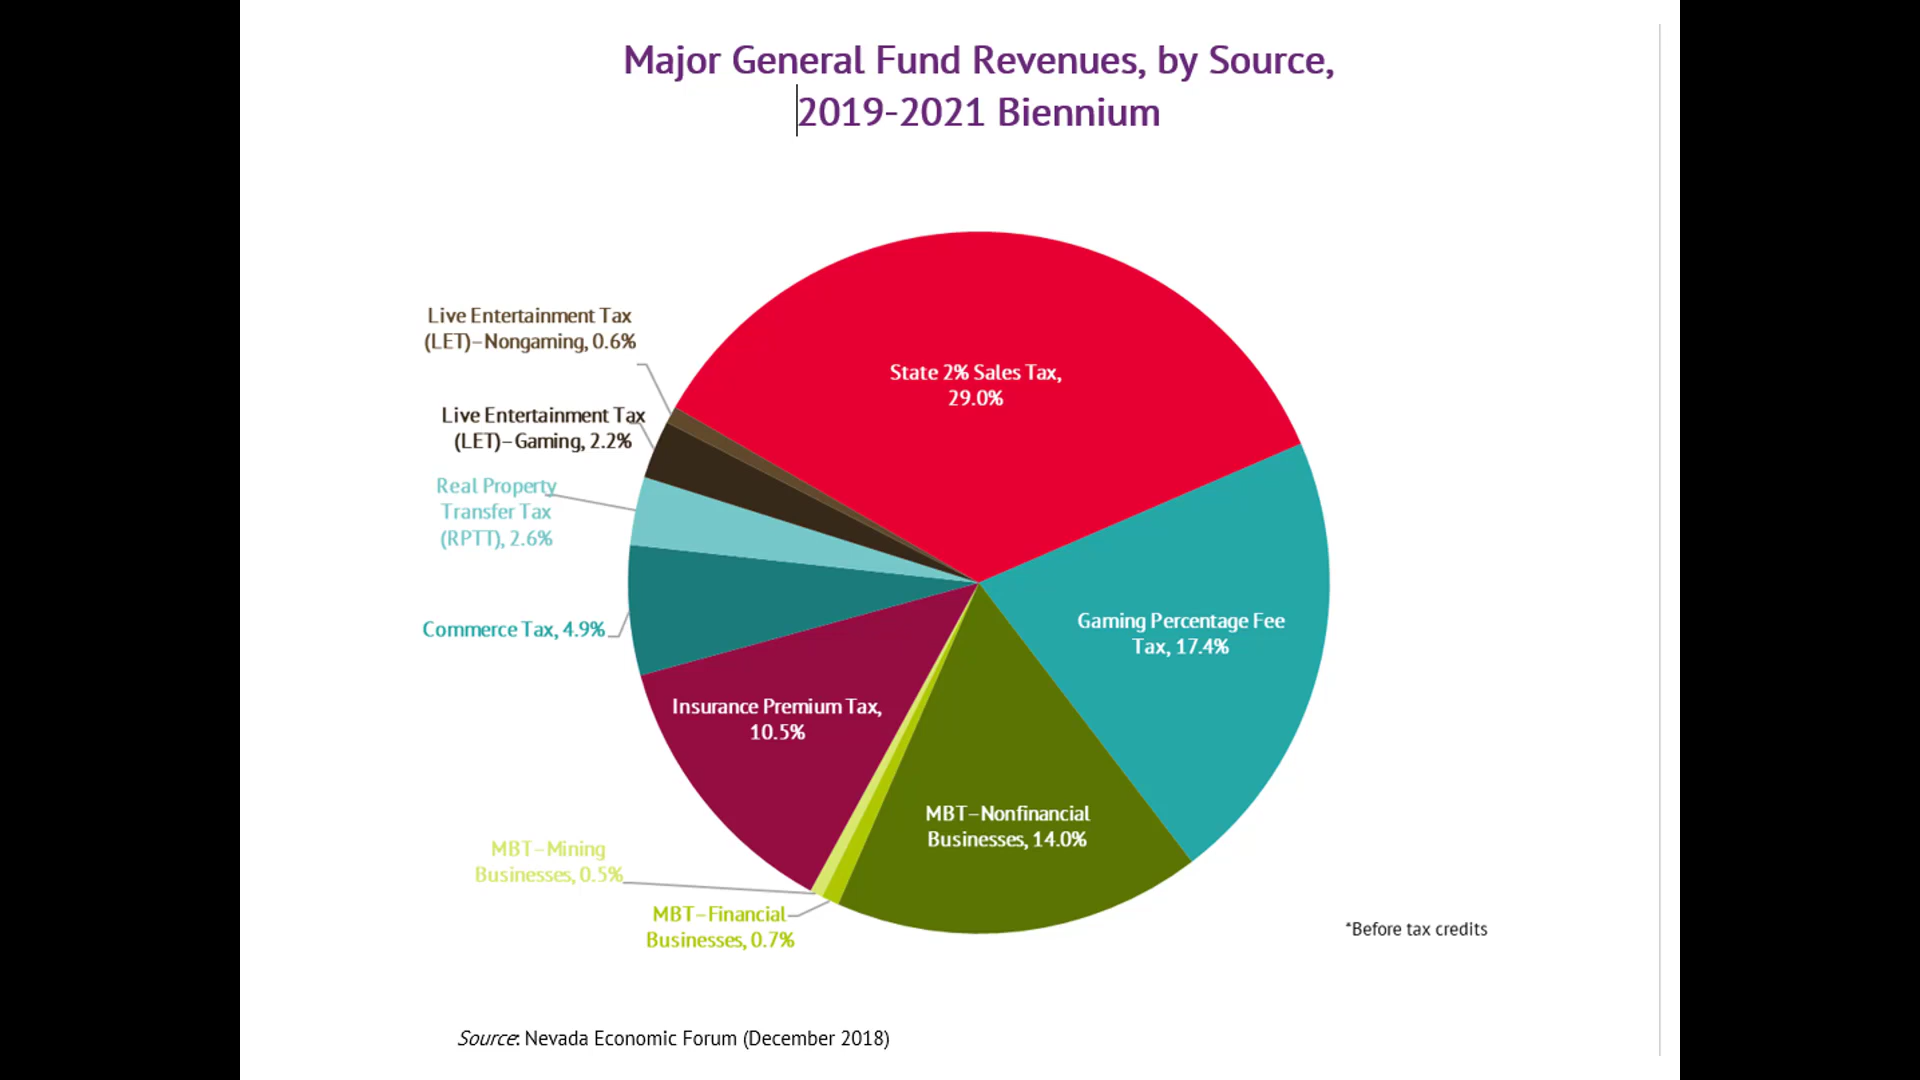 Major General Fund Revenues, by Source,
2019-2021 Biennium
Live Entertainment Tax
(LET)–Nongaming, 0.6%
State 2% Sales Tax,
29.0%
Live Entertainment Tax
(LET)–Gaming, 2.2%
Real Property
Transfer Tax
(RPTT), 2.6%
Gaming Percentage Fee
Tax, 17.4%
Commerce Tax, 4.9%
Insurance Premium Tax,
10.5%
MBT–Nonfinancial
Businesses, 14.0%
MBT–Mining
Businesses, 0.5%
MBT–Financial
Businesses, 0.7%
*Before tax credits
Source: Nevada Economic Forum (December 2018)